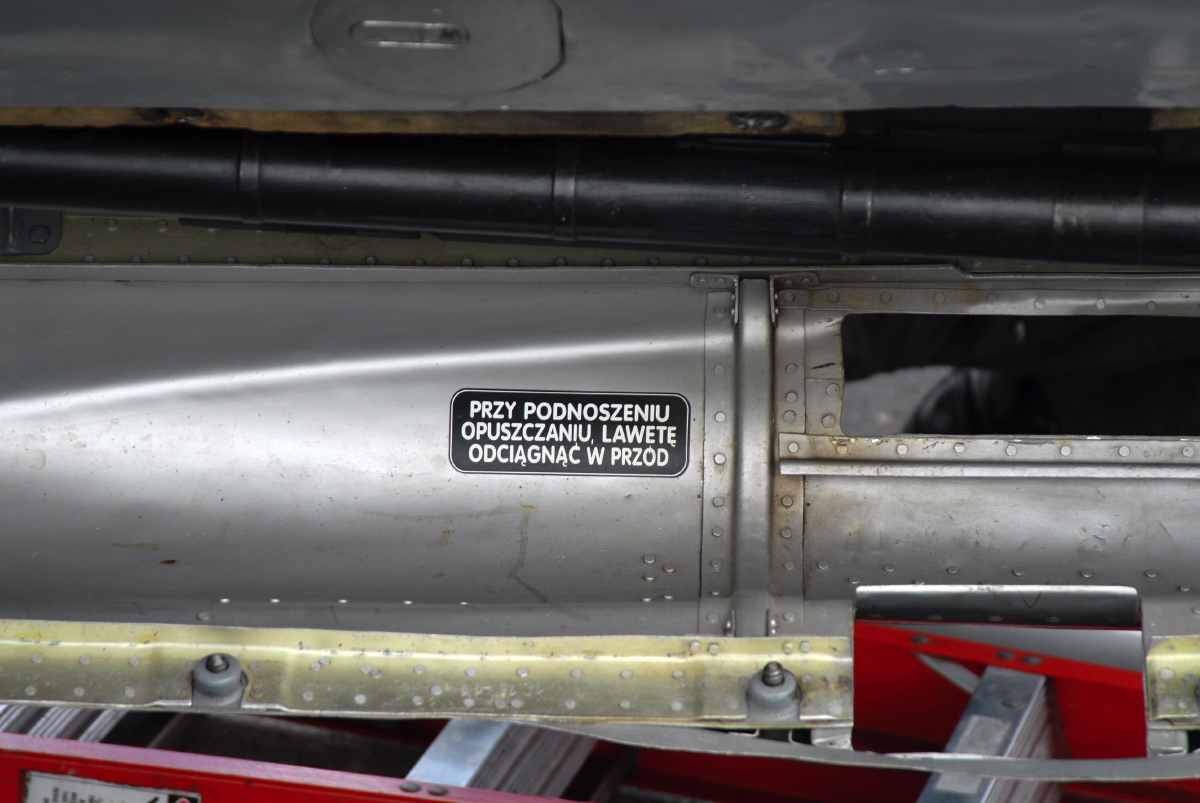 PRZY PODNOSZENIU
OPUSZCZANIU, LAWETĘ
ODCIĄGNĄĆ W PRZÓD